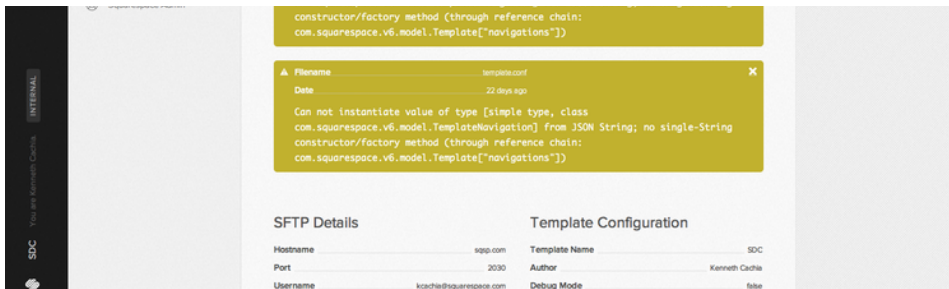 Squarespace Admin
constructor/factory method (through reference chain:
com.squarespace.v6.model.Template["navigations"])
Filename template.conf
Date 22 days ago
Can not instantiate value of type [simple type, class
com.squarespace.v6.model.TemplateNavigation] from JSON String; no single-String
constructor/factory method (through reference chain:
com.squarespace.v6.model.Template["navigations"])
INTERNAL
You are Kenneth Cachia.
SDC
SFTP Details
Hostname sqsp.com
Port 2030
Username kcachia@squarespace.com
Template Configuration
Template Name SDC
Author Kenneth Cachia
Debug Mode false